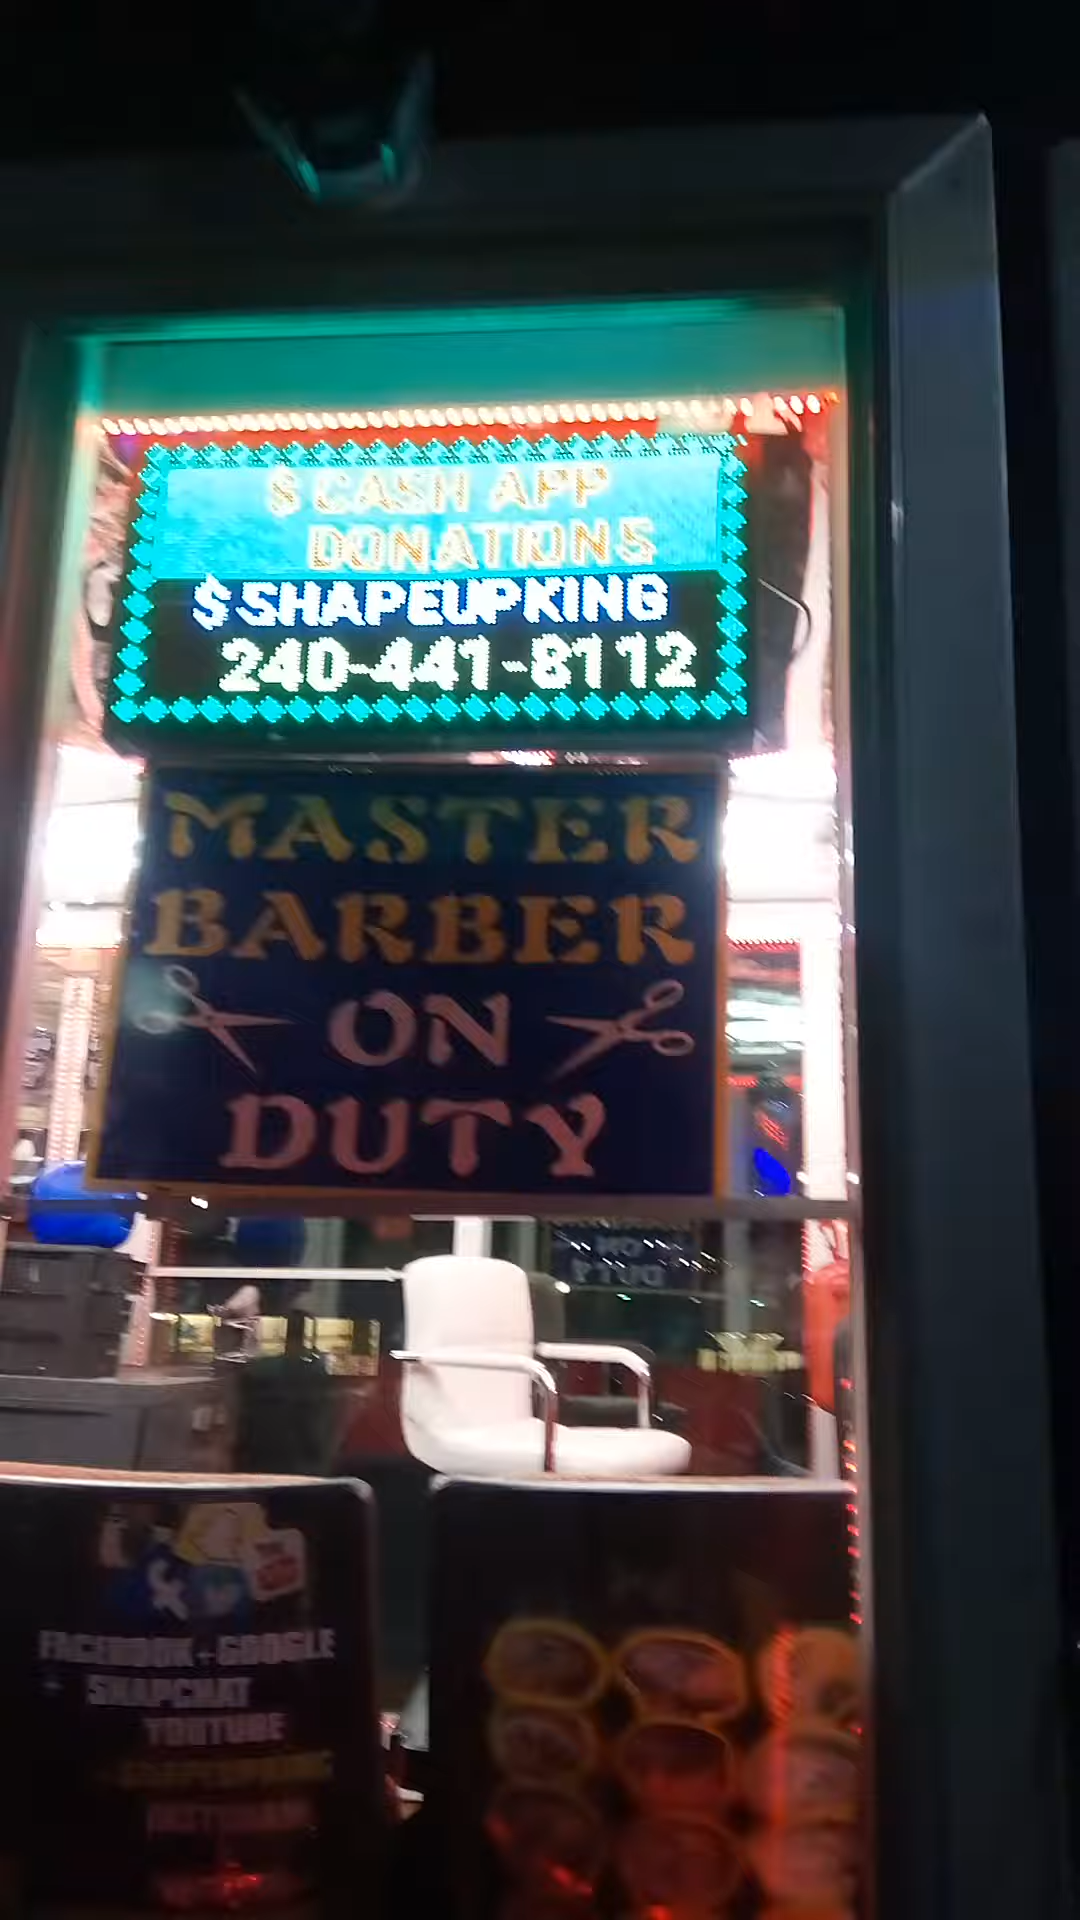 $ CASH APP
DONATIONS
$SHAPEUPKING
240-441-8112
MASTER
BARBER
ON
DUTY
FACEBOOK + GOOGLE
+ SNAPCHAT
YOUTUBE